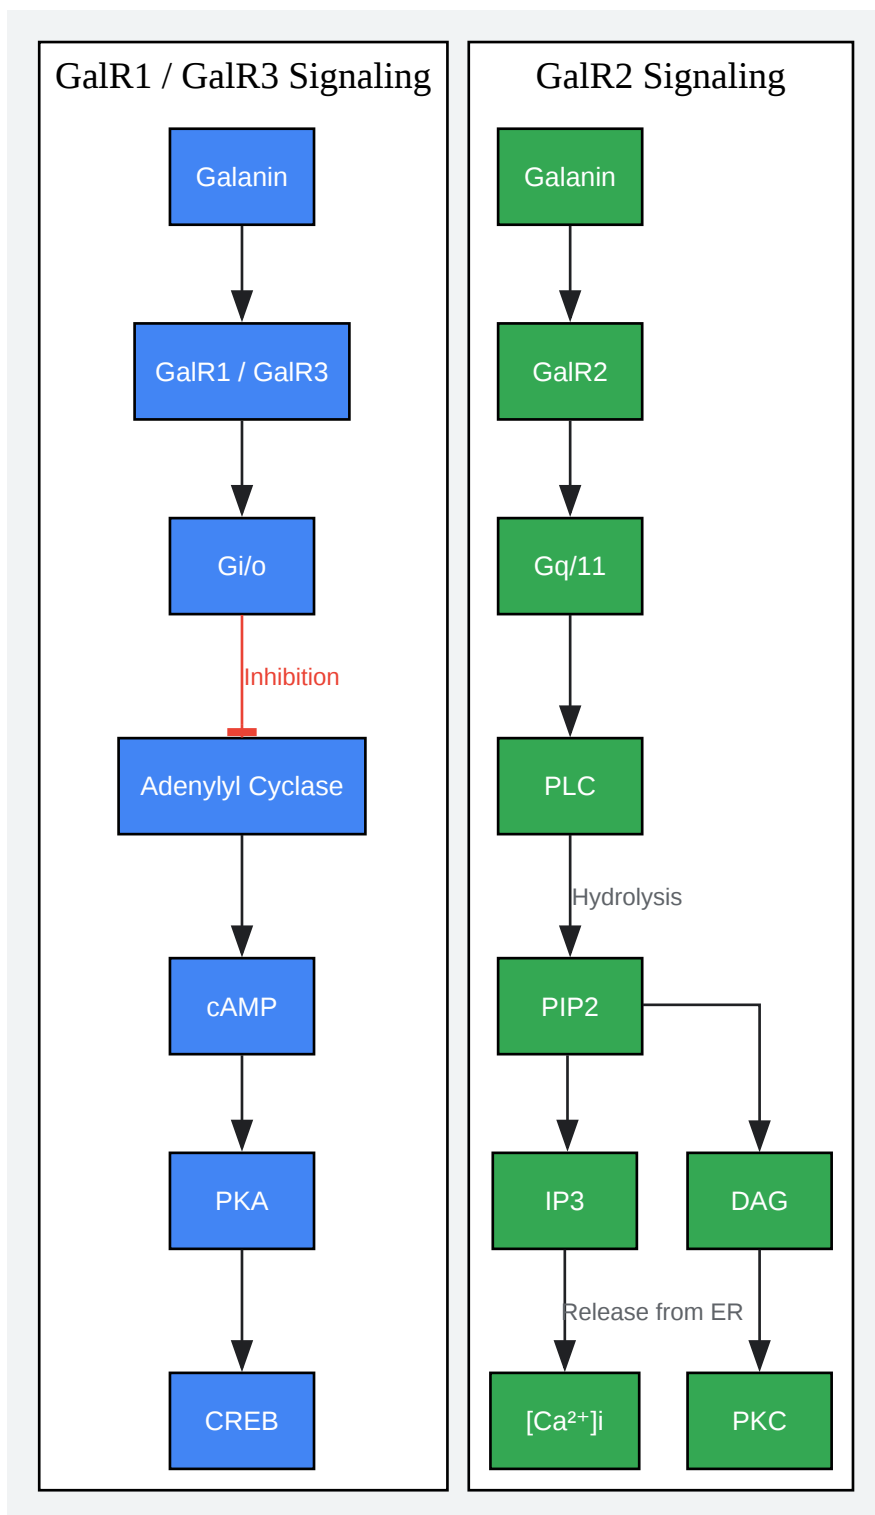 GalR1 / GalR3 Signaling
Galanin
GalR1 / GalR3
Gi/o
Inhibition
Adenylyl Cyclase
cAMP
PKA
CREB
GalR2 Signaling
Galanin
GalR2
Gq/11
PLC
Hydrolysis
PIP2
IP3
DAG
Release from ER
[Ca²⁺]i
PKC